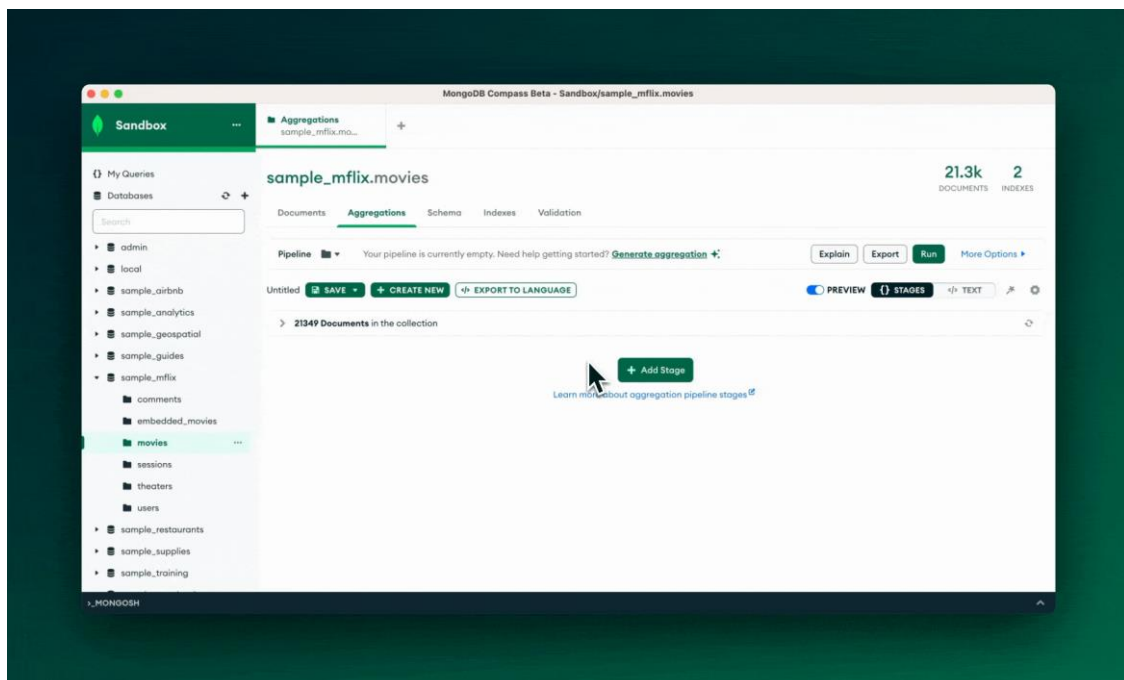 MongoDB Compass Beta - Sandbox/sample_mflix.movies
Sandbox ...
Aggregations
sample_mflix.mo...
+
{} My Queries
Databases
+
Search
admin
local
sample_airbnb
sample_analytics
sample_geospatial
sample_guides
sample_mflix
comments
embedded_movies
movies ...
sessions
theaters
users
sample_restaurants
sample_supplies
sample_training
sample_mflix.movies
21.3k
DOCUMENTS
2
INDEXES
Documents Aggregations Schema Indexes Validation
Pipeline Your pipeline is currently empty. Need help getting started? Generate aggregation Explain Export Run More Options
Untitled SAVE + CREATE NEW </> EXPORT TO LANGUAGE PREVIEW {} STAGES </> TEXT
21349 Documents in the collection
+ Add Stage
Learn more about aggregation pipeline stages
>_MONGOSH